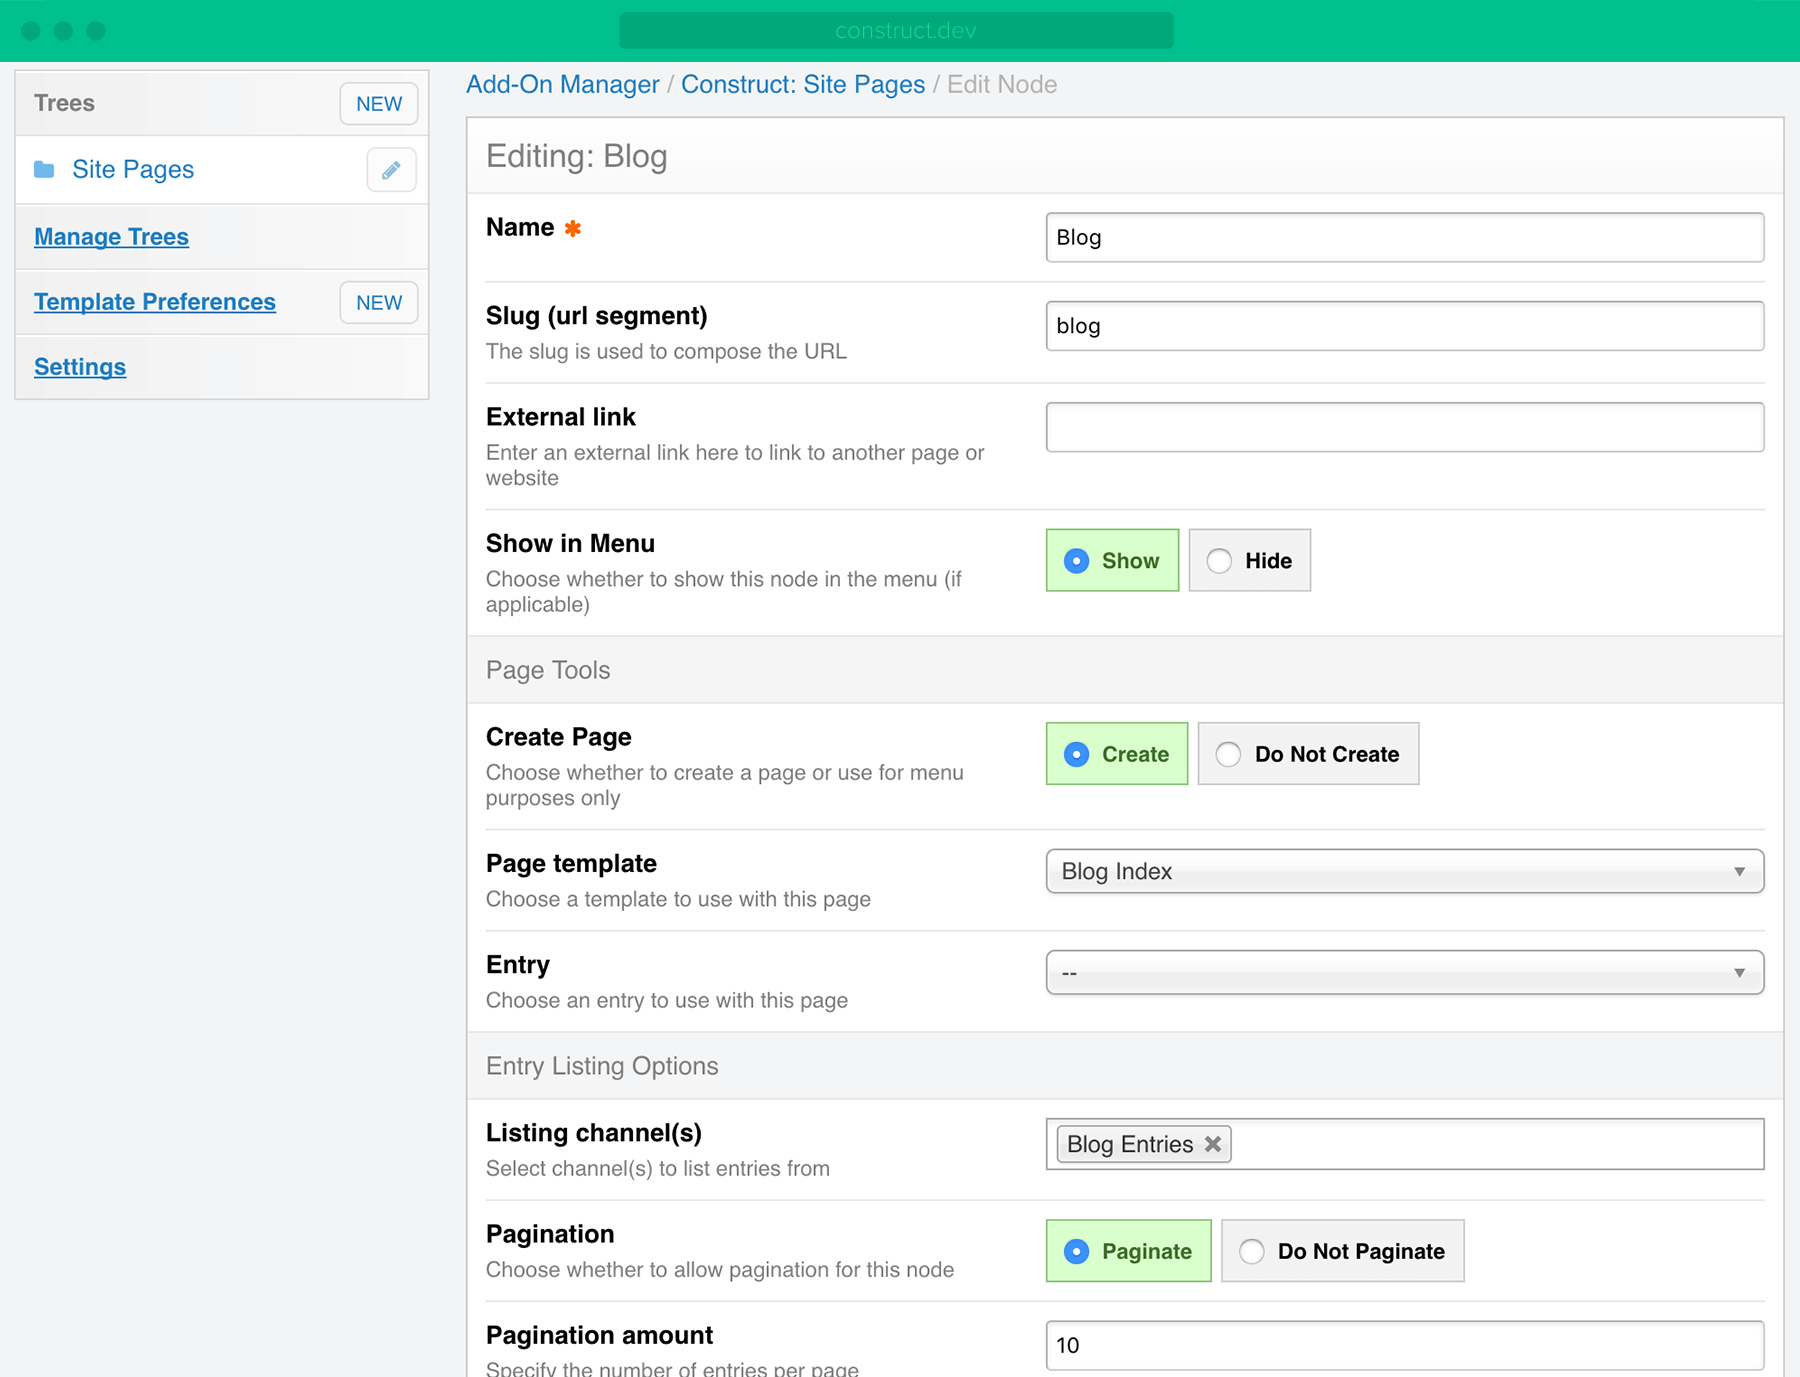 construct.dev
Trees NEW
Site Pages
Manage Trees
Template Preferences NEW
Settings
Add-On Manager / Construct: Site Pages / Edit Node
Editing: Blog
Name ✱
Blog
Slug (url segment)
The slug is used to compose the URL
blog
External link
Enter an external link here to link to another page or
website
Show in Menu
Choose whether to show this node in the menu (if
applicable)
Show Hide
Page Tools
Create Page
Choose whether to create a page or use for menu
purposes only
Create Do Not Create
Page template
Choose a template to use with this page
Blog Index
Entry
Choose an entry to use with this page
--
Entry Listing Options
Listing channel(s)
Select channel(s) to list entries from
Blog Entries ✖
Pagination
Choose whether to allow pagination for this node
Paginate Do Not Paginate
Pagination amount
Specify the number of entries per page
10